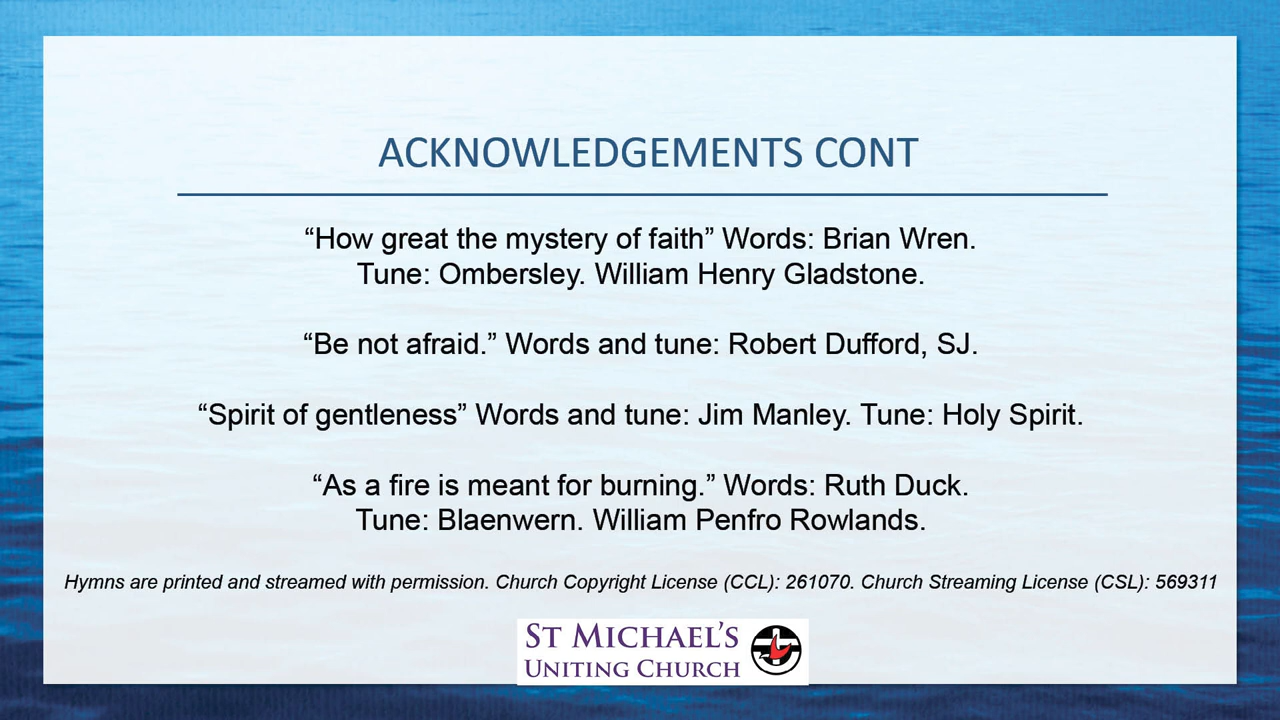 ACKNOWLEDGEMENTS CONT
“How great the mystery of faith” Words: Brian Wren.
Tune: Ombersley. William Henry Gladstone.
“Be not afraid.” Words and tune: Robert Dufford, SJ.
“Spirit of gentleness” Words and tune: Jim Manley. Tune: Holy Spirit.
“As a fire is meant for burning.” Words: Ruth Duck.
Tune: Blaenwern. William Penfro Rowlands.
Hymns are printed and streamed with permission. Church Copyright License (CCL): 261070. Church Streaming License (CSL): 569311
ST MICHAEL’S
UNITING CHURCH